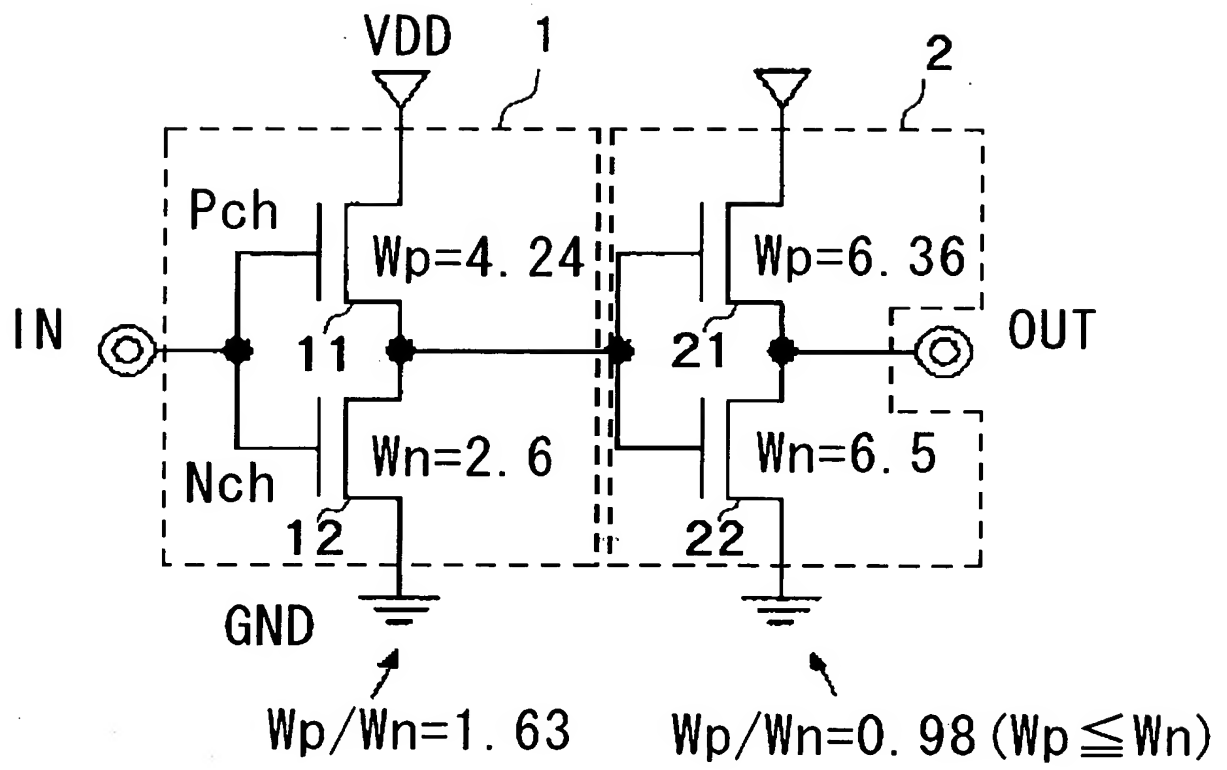 VDD
1
2
Pch
Wp=4.24
Wp=6.36
IN
11
21
OUT
Nch
Wn=2.6
Wn=6.5
12
22
GND
Wp/Wn=1.63
Wp/Wn=0.98(Wp≦Wn)